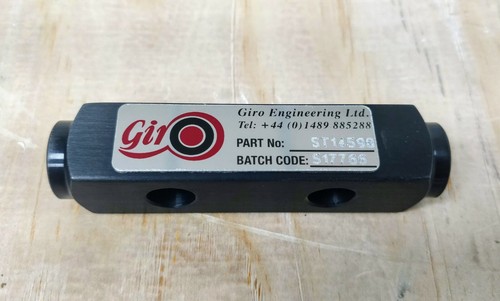 Giro
Giro Engineering Ltd.
Tel: +44 (0)1489 885288
PART No:
BATCH CODE: